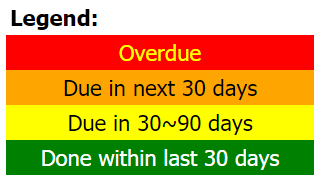 Legend:
Overdue
Due in next 30 days
Due in 30~90 days
Done within last 30 days